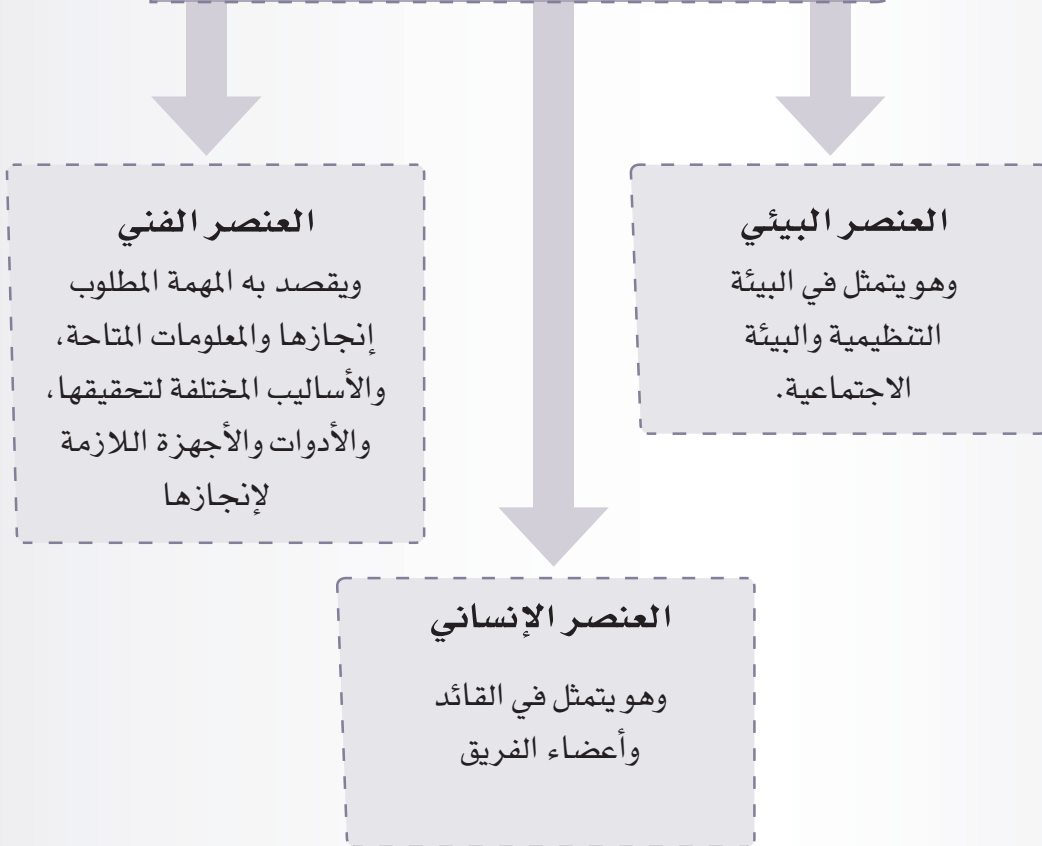 العنصر البيئي
وهو يتمثل في البيئة
التنظيمية والبيئة
الاجتماعية.
العنصر الفني
ويقصد به المهمة المطلوب
إنجازها والمعلومات المتاحة،
والأساليب المختلفة لتحقيقها،
والأدوات والأجهزة اللازمة
لإنجازها
العنصر الإنساني
وهو يتمثل في القائد
وأعضاء الفريق